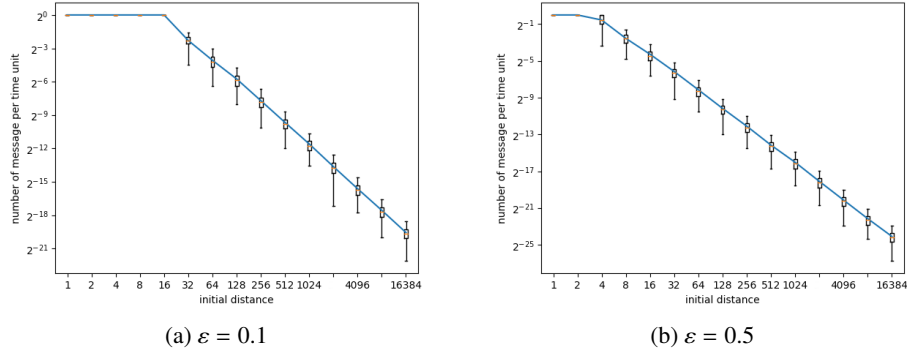 2⁰
2⁻³
2⁻⁶
2⁻⁹
2⁻¹²
2⁻¹⁵
2⁻¹⁸
2⁻²¹
number of message per time unit
1 2 4 8 16 32 64 128 256 512 1024 4096 16384
initial distance
(a) ε = 0.1
2⁻¹
2⁻⁵
2⁻⁹
2⁻¹³
2⁻¹⁷
2⁻²¹
2⁻²⁵
number of message per time unit
1 2 4 8 16 32 64 128 256 512 1024 4096 16384
initial distance
(b) ε = 0.5